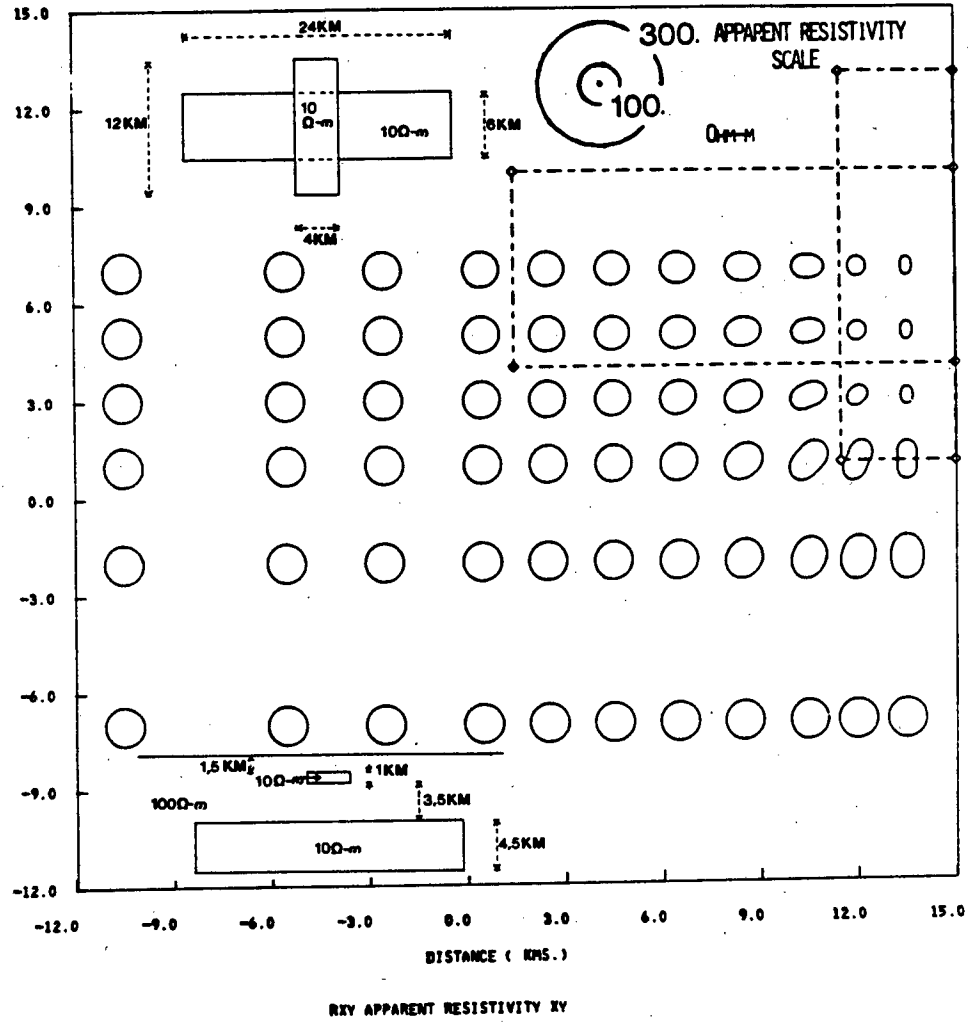 15.0
24KM
300. APPARENT RESISTIVITY
SCALE
12.0
12KM
10
Ω-m
10Ω-m
6KM
100.
OHM-M
9.0
4KM
6.0
3.0
0.0
-3.0
-6.0
1,5 KM
10Ω-m
1KM
-9.0
100Ω-m
3,5KM
10Ω-m
4,5KM
-12.0
-12.0 -9.0 -6.0 -3.0 0.0 3.0 6.0 9.0 12.0 15.0
DISTANCE ( KMS.)
RXY APPARENT RESISTIVITY XY